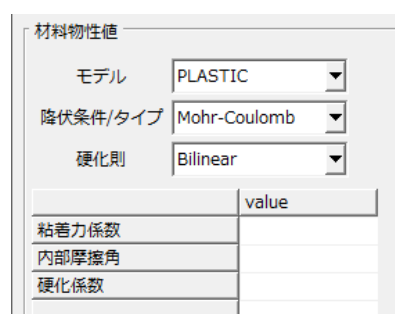 材料物性値
モデル PLASTIC
降伏条件/タイプ Mohr-Coulomb
硬化則 Bilinear
value
粘着力係数
内部摩擦角
硬化係数